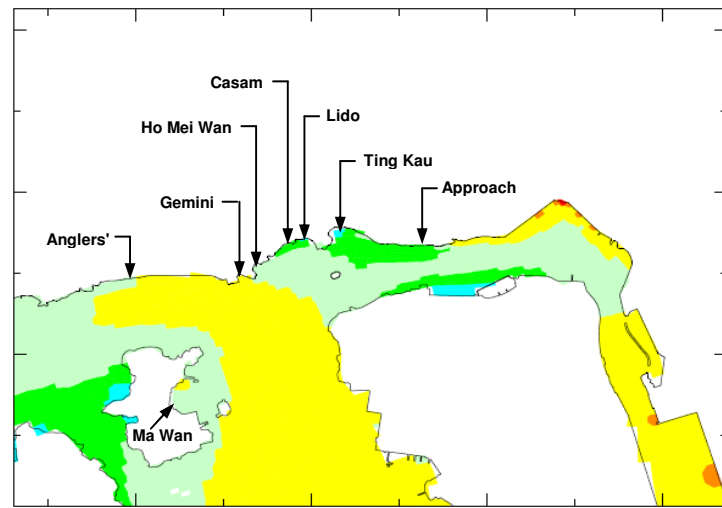 Casam
Lido
Ho Mei Wan
Ting Kau
Approach
Gemini
Anglers'
Ma Wan